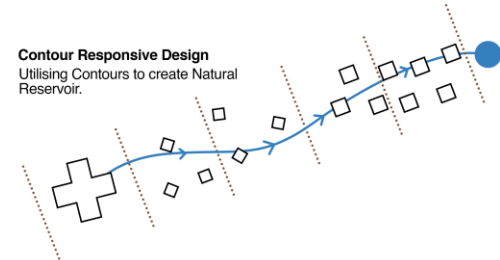 Contour Responsive Design
Utilising Contours to create Natural
Reservoir.